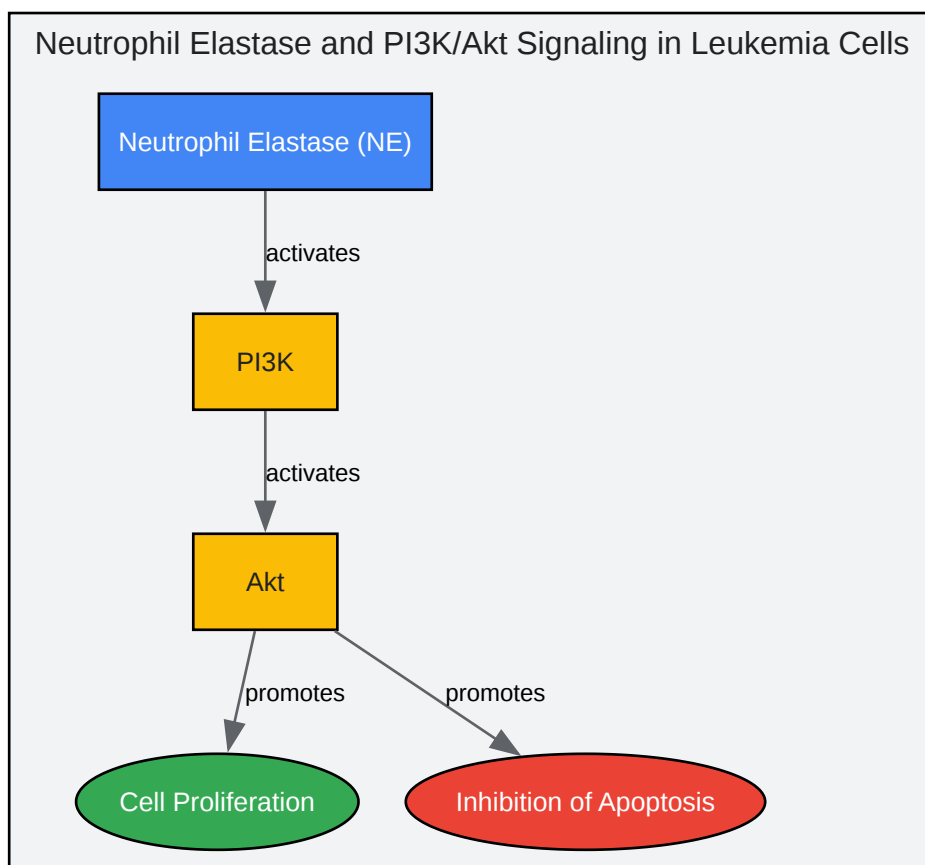 Neutrophil Elastase and PI3K/Akt Signaling in Leukemia Cells
Neutrophil Elastase (NE)
activates
PI3K
activates
Akt
promotes
promotes
Cell Proliferation
Inhibition of Apoptosis